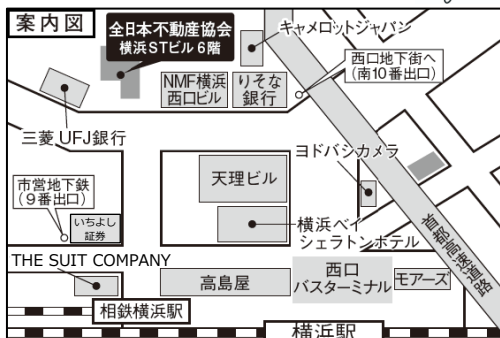 案内図
全日本不動産協会
横浜STビル 6階
キャメロットジャパン
西口地下街へ
(南10番出口)
NMF横浜
西口ビル
りそな
銀行
三菱UFJ銀行
ヨドバシカメラ
天理ビル
市営地下鉄
(9番出口)
いちよし
証券
横浜ベイ
シェラトンホテル
首都高速道路
THE SUIT COMPANY
高島屋
西口
バスターミナル
モアーズ
相鉄横浜駅
横浜駅